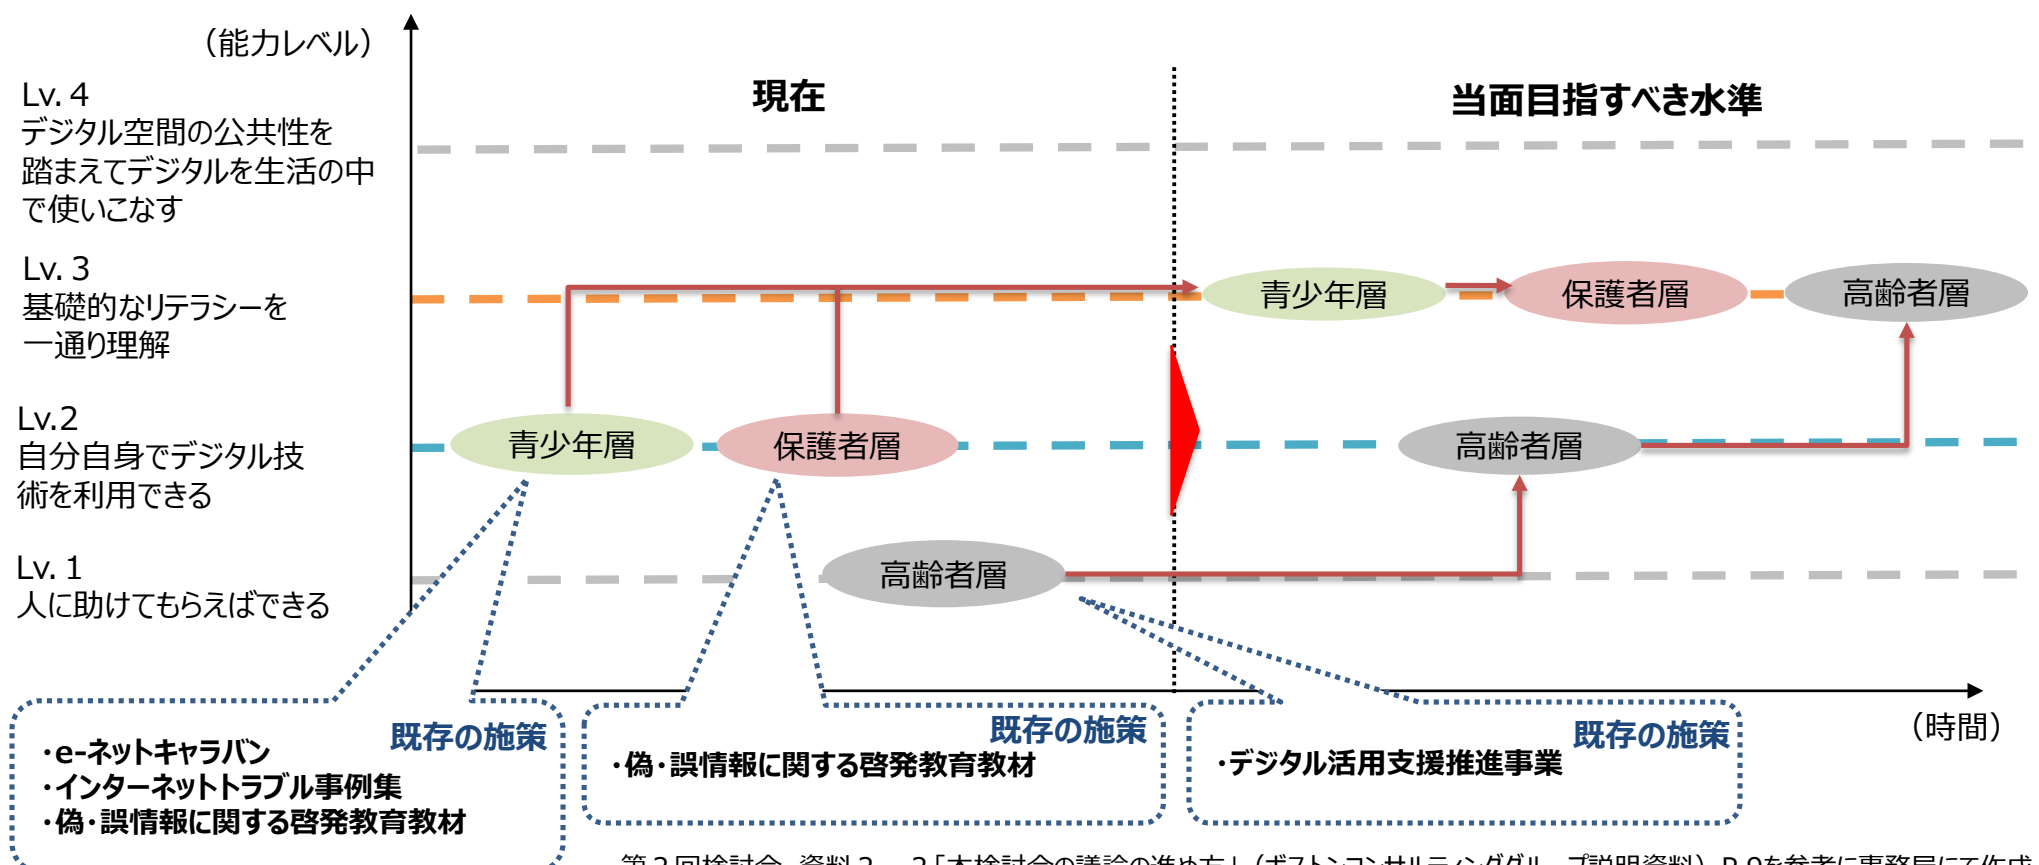 （能力レベル）
現在
当面目指すべき水準
Lv. 4
デジタル空間の公共性を
踏まえてデジタルを生活の中
で使いこなす
Lv. 3
基礎的なリテラシーを
一通り理解
青少年層
保護者層
高齢者層
Lv.2
自分自身でデジタル技
術を利用できる
青少年層
保護者層
高齢者層
Lv. 1
人に助けてもらえばできる
高齢者層
（時間）
既存の施策
・e-ネットキャラバン
・インターネットトラブル事例集
・偽・誤情報に関する啓発教育教材
既存の施策
・偽・誤情報に関する啓発教育教材
既存の施策
・デジタル活用支援推進事業